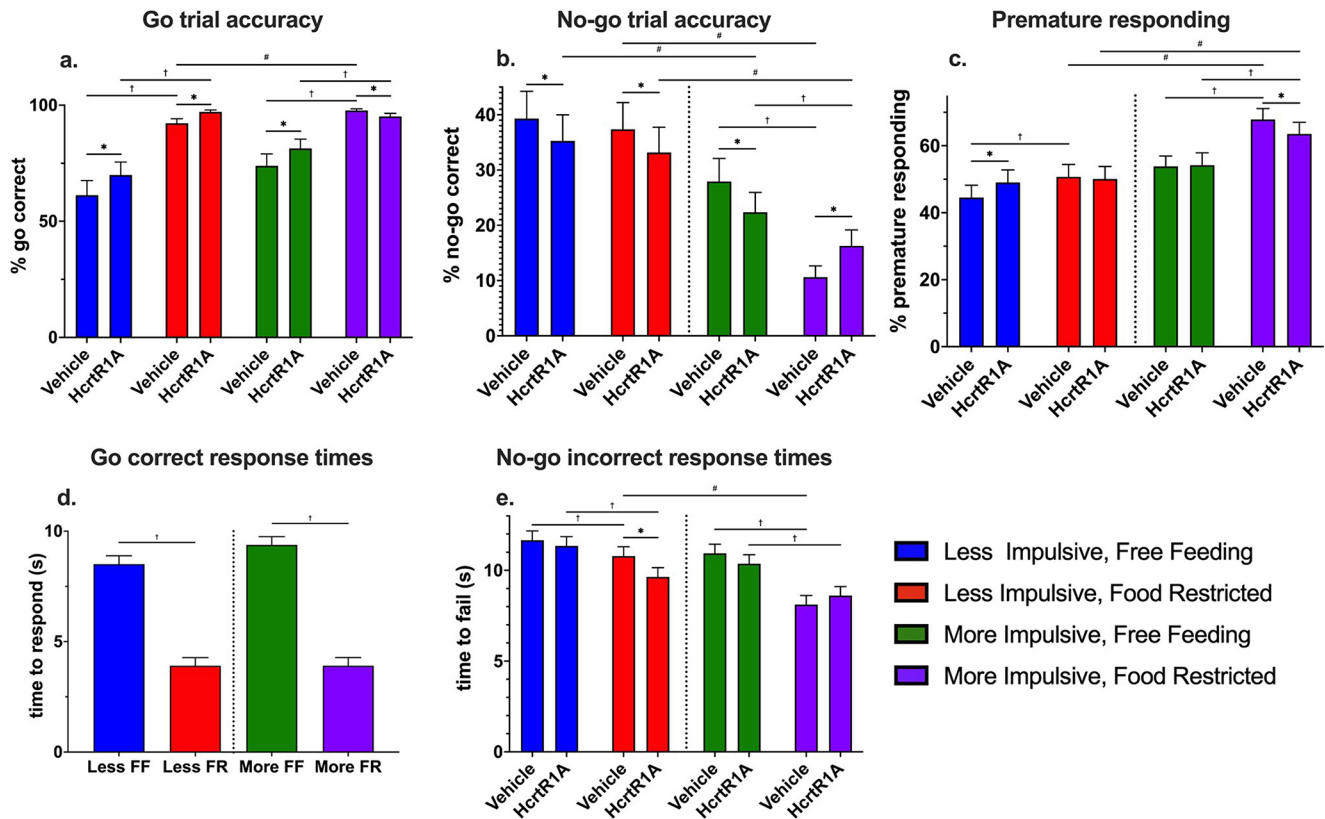 Go trial accuracy
No-go trial accuracy
Premature responding
a.
% go correct
100
50
0
†
†
*
*
#
†
†
*
*
Vehicle
HcrtR1A
Vehicle
HcrtR1A
Vehicle
HcrtR1A
Vehicle
HcrtR1A
b.
% no-go correct
40
30
20
10
0
#
#
#
*
*
†
†
*
*
Vehicle
HcrtR1A
Vehicle
HcrtR1A
Vehicle
HcrtR1A
Vehicle
HcrtR1A
c.
% premature responding
60
40
20
0
#
#
†
†
*
†
*
Vehicle
HcrtR1A
Vehicle
HcrtR1A
Vehicle
HcrtR1A
Vehicle
HcrtR1A
Go correct response times
No-go incorrect response times
d.
time to respond (s)
10
5
0
†
†
Less FF
Less FR
More FF
More FR
e.
time to fail (s)
10
5
0
#
†
†
*
†
†
Vehicle
HcrtR1A
Vehicle
HcrtR1A
Vehicle
HcrtR1A
Vehicle
HcrtR1A
Less Impulsive, Free Feeding
Less Impulsive, Food Restricted
More Impulsive, Free Feeding
More Impulsive, Food Restricted